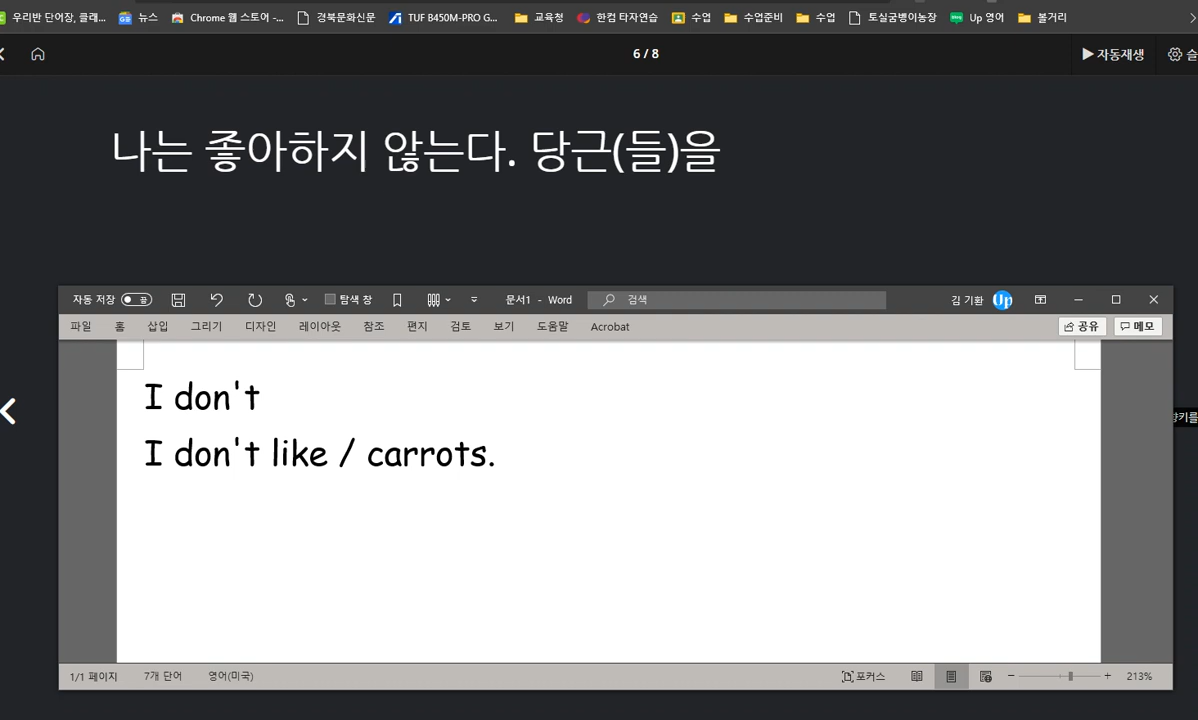 우리반 단어장, 클래... 뉴스 Chrome 웹 스토어 -... 경북문화신문 TUF B450M-PRO G... 교육청 한컴 타자연습 수업 수업준비 수업 토실굼벵이농장 Up 영어 볼거리
6 / 8 ▶자동재생 슬
나는 좋아하지 않는다. 당근(들)을
자동 저장 끔 탐색 창 문서1 - Word 검색 김 기환 Up
파일 홈 삽입 그리기 디자인 레이아웃 참조 편지 검토 보기 도움말 Acrobat 공유 메모
I don't
I don't like / carrots.
향키를
1/1 페이지 7개 단어 영어(미국) 포커스 - + 213%